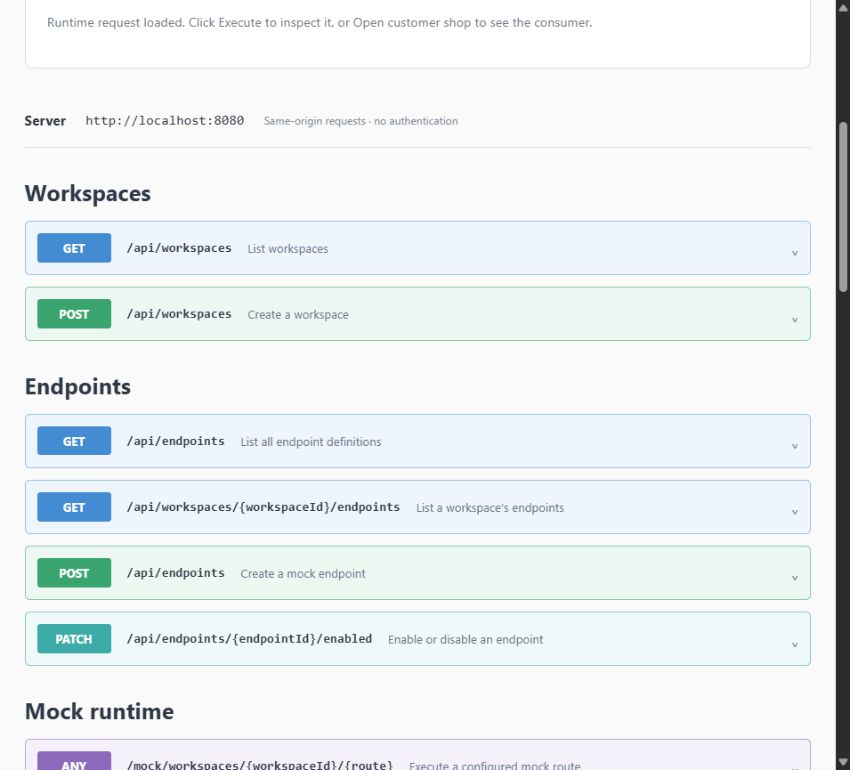 Runtime request loaded. Click Execute to inspect it, or Open customer shop to see the consumer.
Server http://localhost:8080 Same-origin requests · no authentication
Workspaces
GET /api/workspaces List workspaces
POST /api/workspaces Create a workspace
Endpoints
GET /api/endpoints List all endpoint definitions
GET /api/workspaces/{workspaceId}/endpoints List a workspace's endpoints
POST /api/endpoints Create a mock endpoint
PATCH /api/endpoints/{endpointId}/enabled Enable or disable an endpoint
Mock runtime
ANY /mock/workspaces/{workspaceId}/{route} Execute a configured mock route